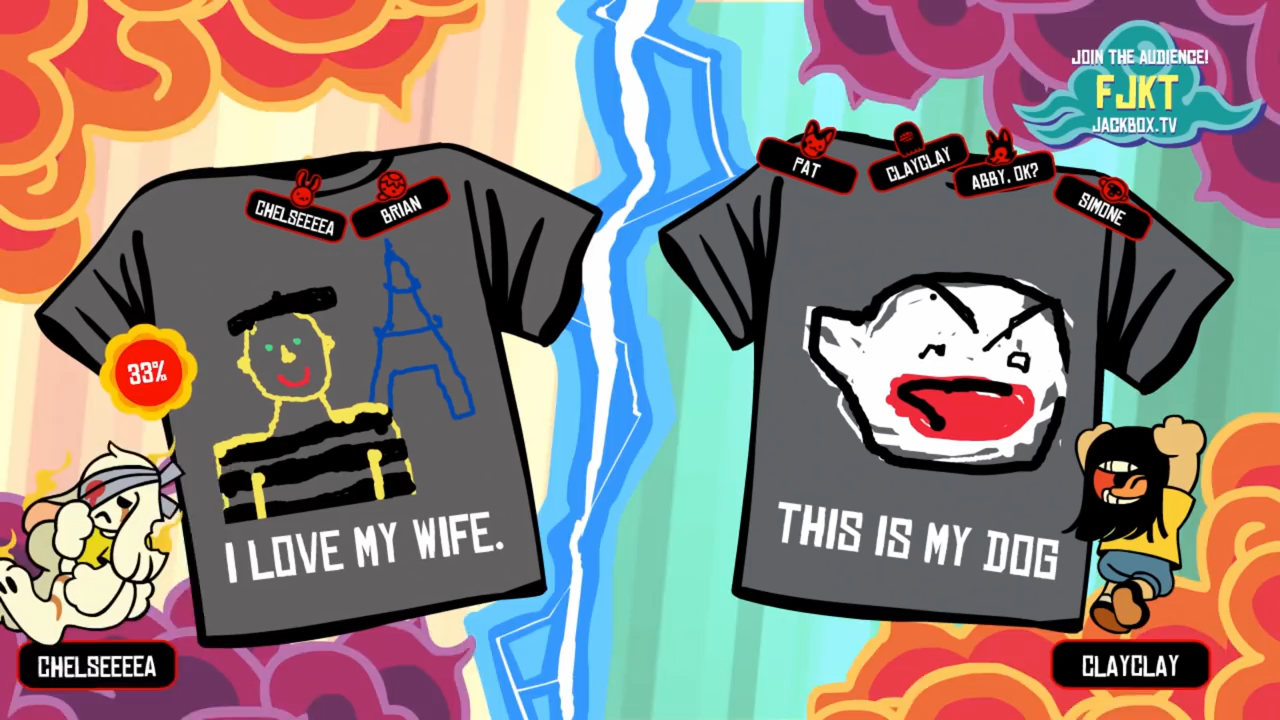 JOIN THE AUDIENCE!
FJKT
JACKBOX.TV
CHELSEEEEA
BRIAN
PAT
CLAYCLAY
ABBY, OK?
SIMONE
33%
I LOVE MY WIFE.
THIS IS MY DOG
CHELSEEEEA
CLAYCLAY